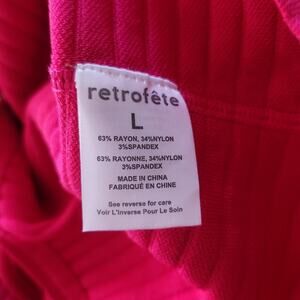 retrofête
L
63% RAYON, 34%NYLON
3%SPANDEX
63% RAYONNE, 34%NYLON
3%SPANDEX
MADE IN CHINA
FABRIQUÉ EN CHINE
See reverse for care
Voir L'inverse Pour Le Soin